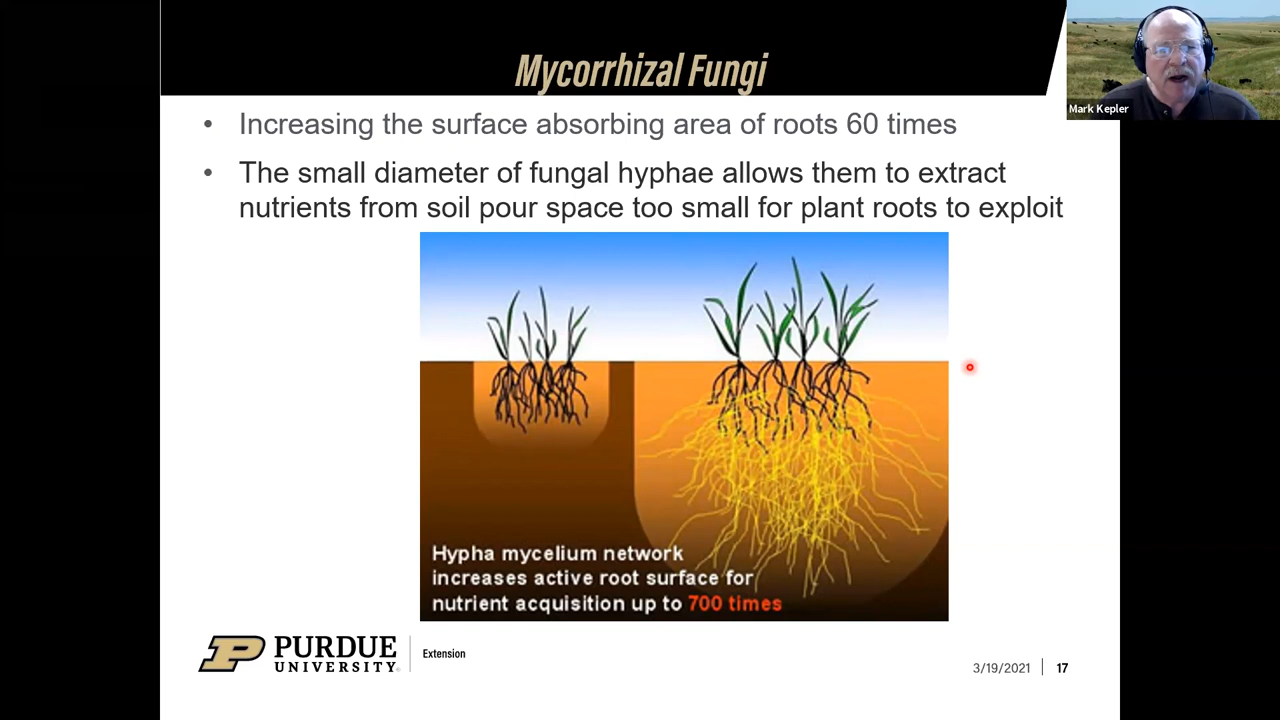 Mycorrhizal Fungi
Mark Kepler
• Increasing the surface absorbing area of roots 60 times
• The small diameter of fungal hyphae allows them to extract
nutrients from soil pour space too small for plant roots to exploit
Hypha mycelium network
increases active root surface for
nutrient acquisition up to 700 times
P PURDUE
UNIVERSITY®
Extension
3/19/2021 | 17